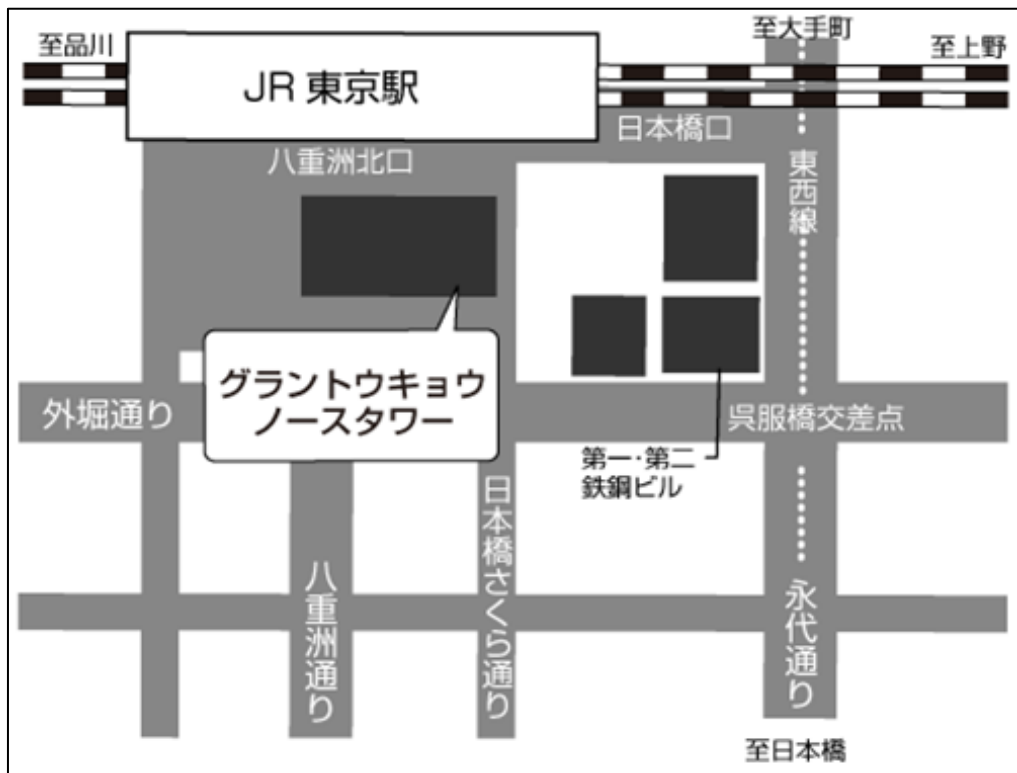 至大手町
至品川
至上野
JR 東京駅
日本橋口
八重洲北口
東西線
グラントウキョウ
ノースタワー
外堀通り
呉服橋交差点
第一・第二
鉄鋼ビル
日本橋さくら通り
八重洲通り
永代通り
至日本橋